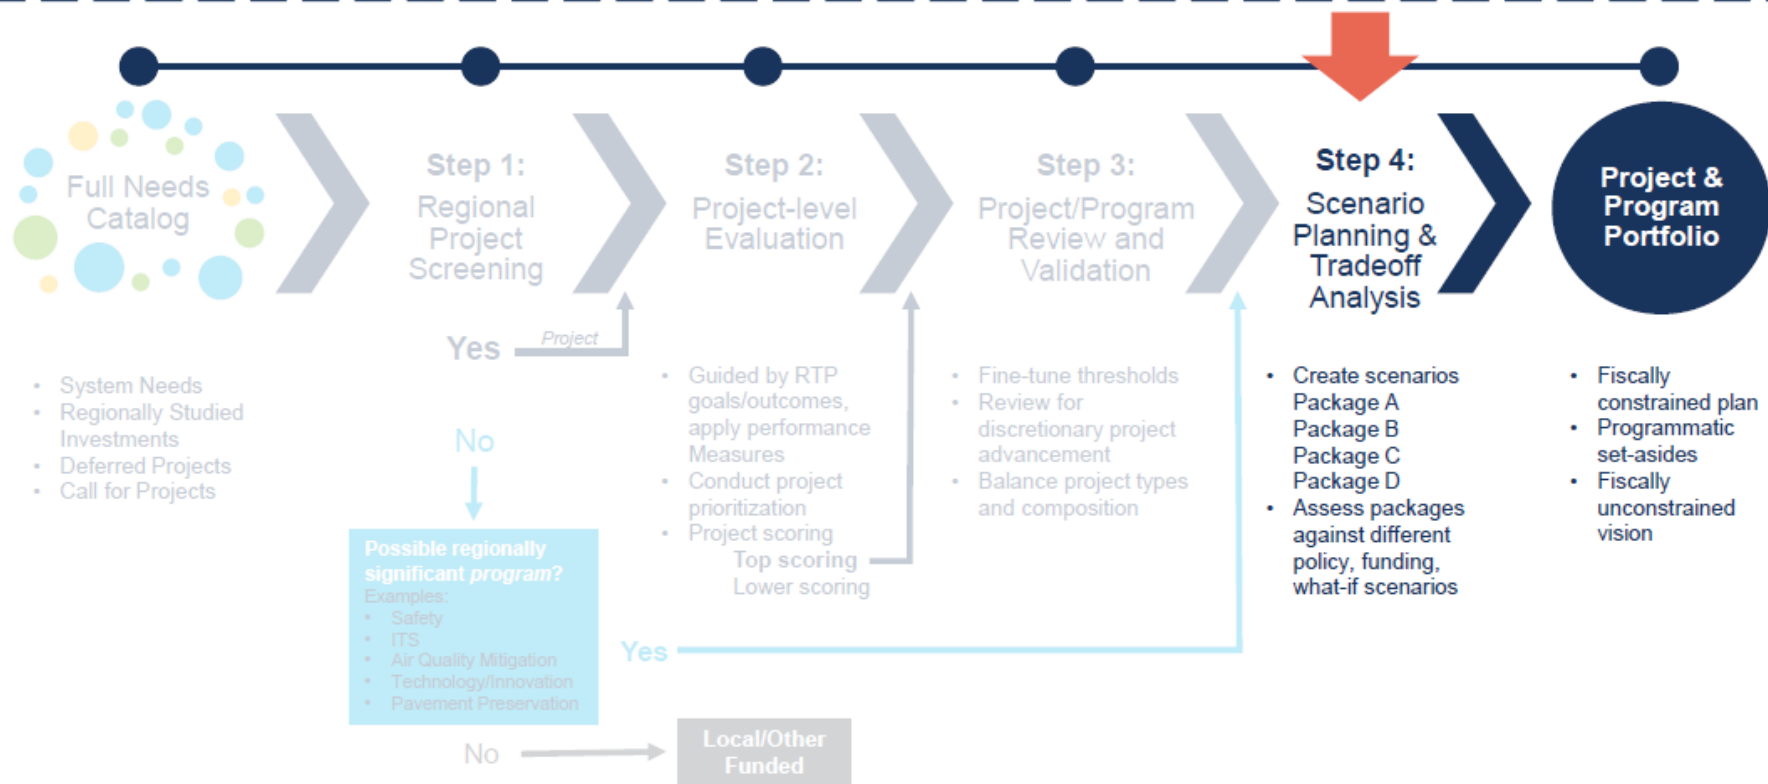 Full Needs
Catalog
• System Needs
• Regionally Studied
Investments
• Deferred Projects
• Call for Projects
Step 1:
Regional
Project
Screening
Yes
Project
No
Possible regionally
significant program?
Examples:
• Safety
• ITS
• Air Quality Mitigation
• Technology/Innovation
• Pavement Preservation
Yes
No
Local/Other
Funded
Step 2:
Project-level
Evaluation
• Guided by RTP
goals/outcomes,
apply performance
Measures
• Conduct project
prioritization
• Project scoring
Top scoring
Lower scoring
Step 3:
Project/Program
Review and
Validation
• Fine-tune thresholds
• Review for
discretionary project
advancement
• Balance project types
and composition
Step 4:
Scenario
Planning &
Tradeoff
Analysis
• Create scenarios
Package A
Package B
Package C
Package D
• Assess packages
against different
policy, funding,
what-if scenarios
Project &
Program
Portfolio
• Fiscally
constrained plan
• Programmatic
set-asides
• Fiscally
unconstrained
vision